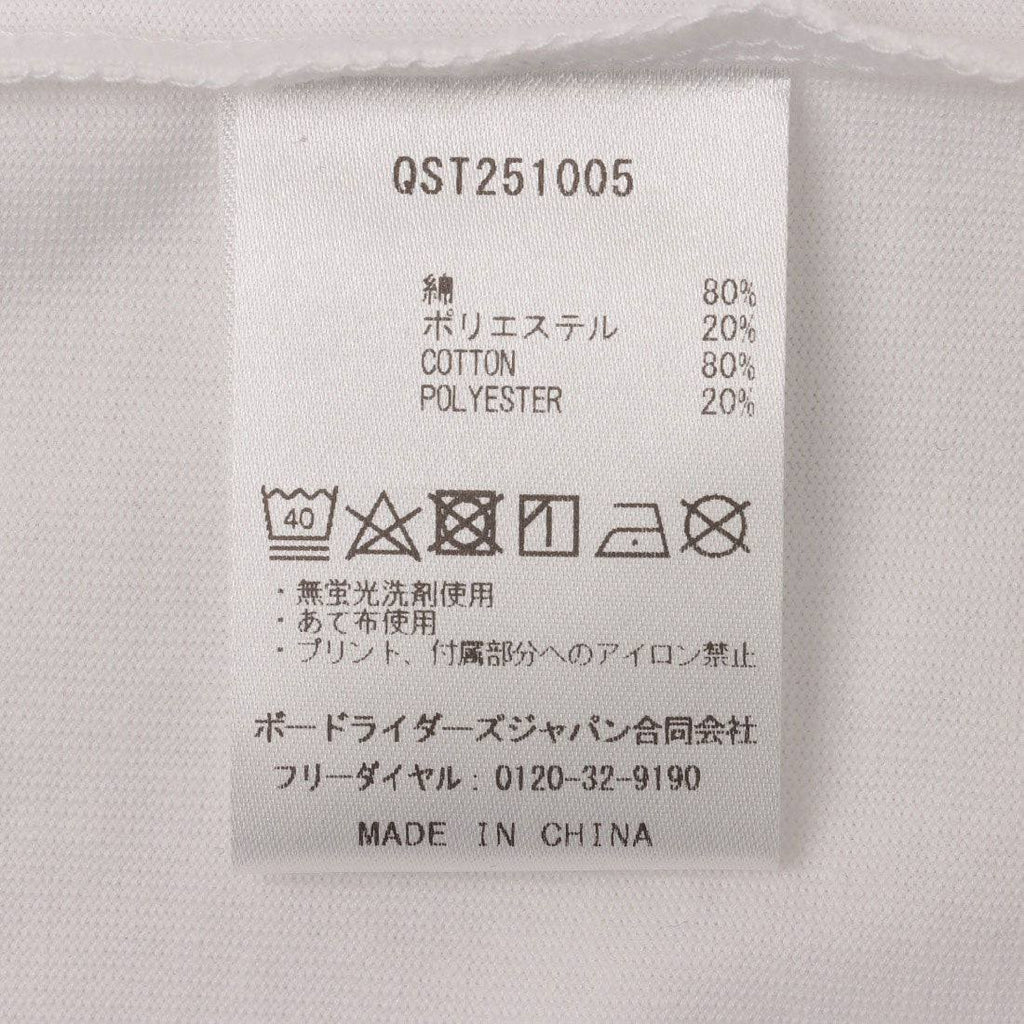 QST251005
綿 80%
ポリエステル 20%
COTTON 80%
POLYESTER 20%
40
・無蛍光洗剤使用
・あて布使用
・プリント、付属部分へのアイロン禁止
ボードライダーズジャパン合同会社
フリーダイヤル：0120-32-9190
MADE IN CHINA